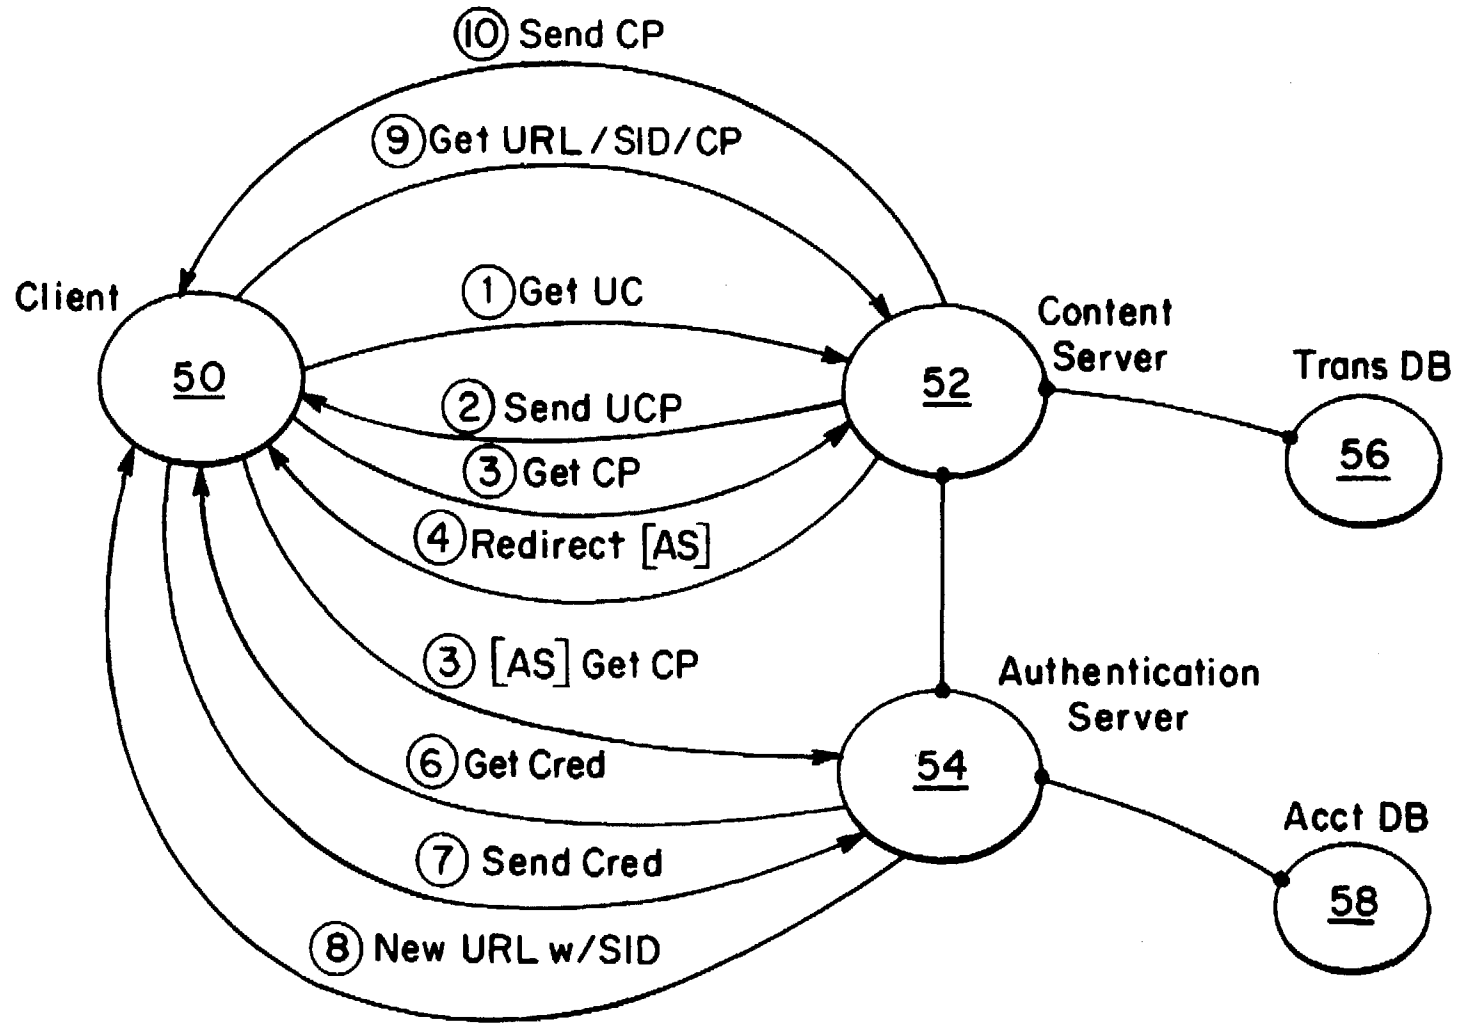 ⑩ Send CP
⑨ Get URL/SID/CP
① Get UC
Client
50
52
Content
Server
Trans DB
56
② Send UCP
③ Get CP
④ Redirect [AS]
③ [AS] Get CP
Authentication
Server
54
⑥ Get Cred
⑦ Send Cred
Acct DB
58
⑧ New URL w/SID